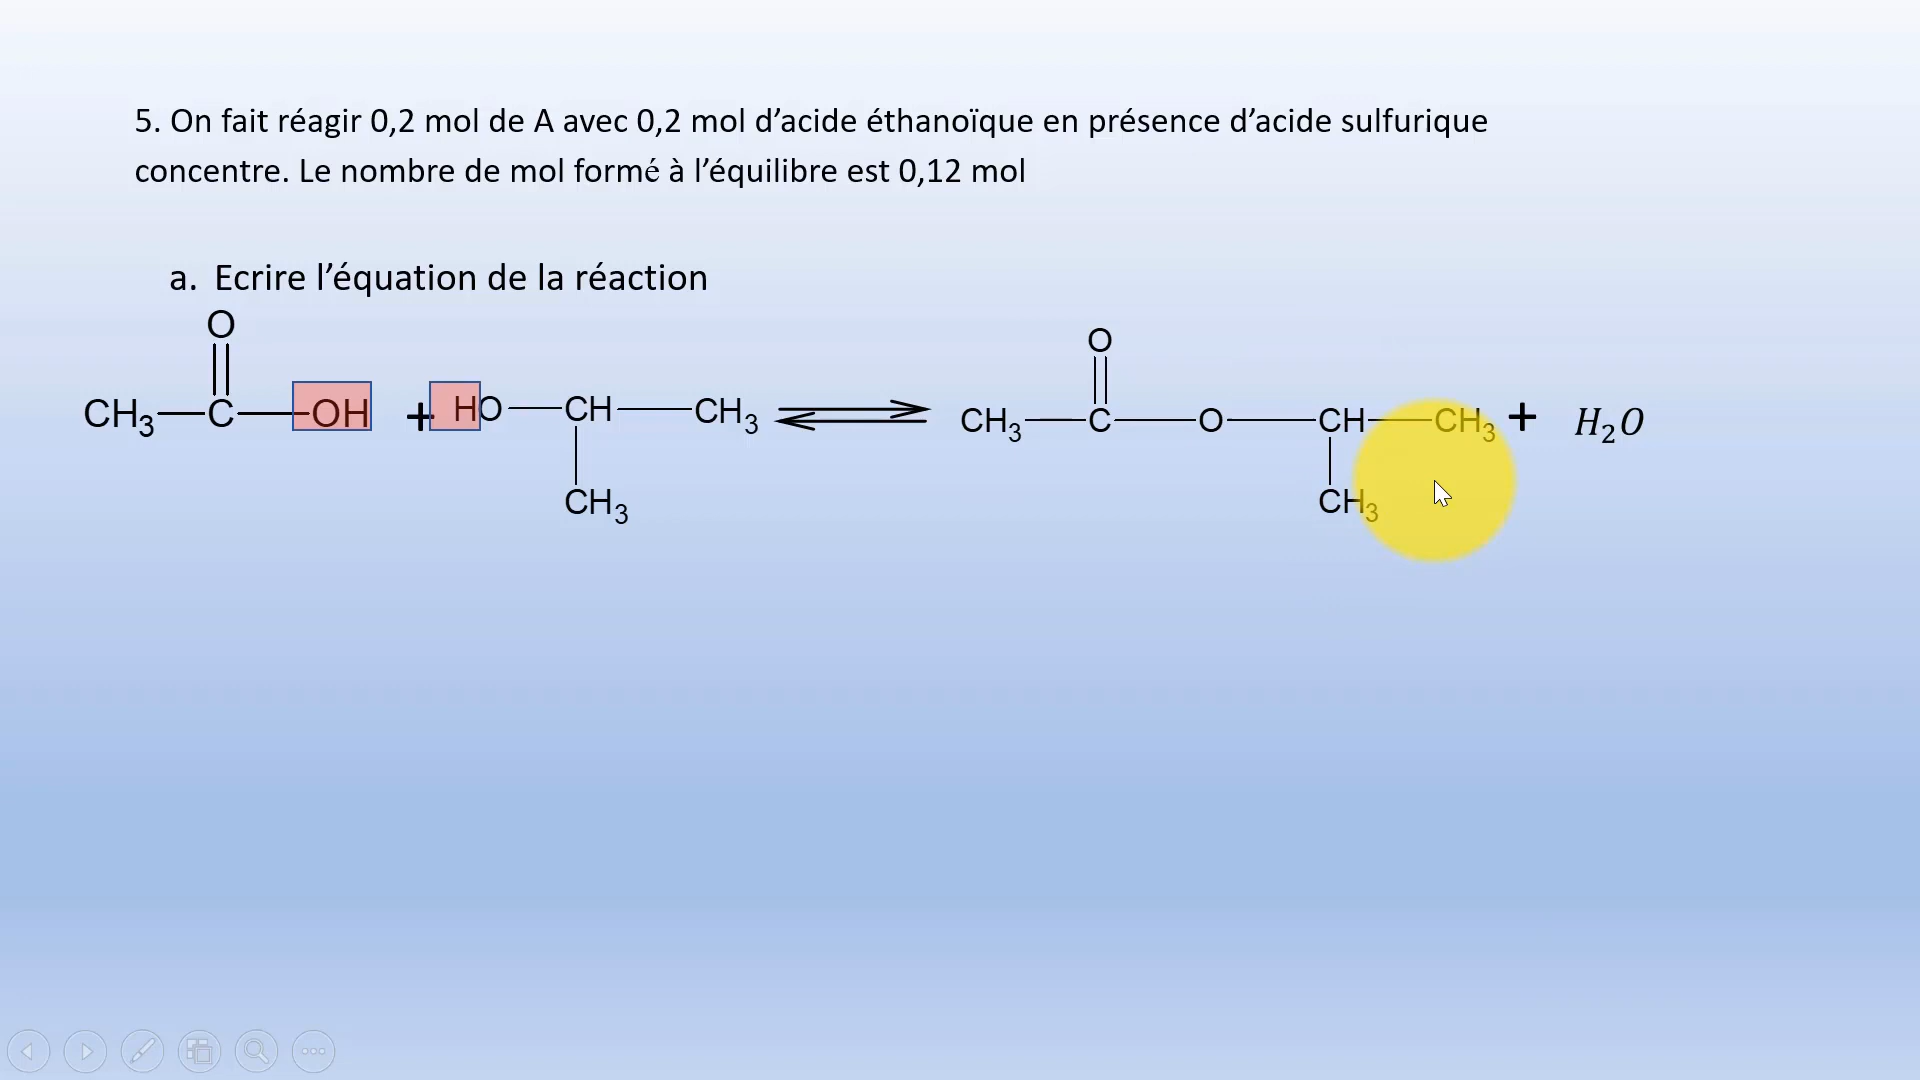 5. On fait réagir 0,2 mol de A avec 0,2 mol d’acide éthanoïque en présence d’acide sulfurique
concentre. Le nombre de mol formé à l’équilibre est 0,12 mol
a. Ecrire l’équation de la réaction
O
O
CH₃ C OH + HO CH CH₃ CH₃ C O CH CH₃ + H₂O
CH₃ CH₃